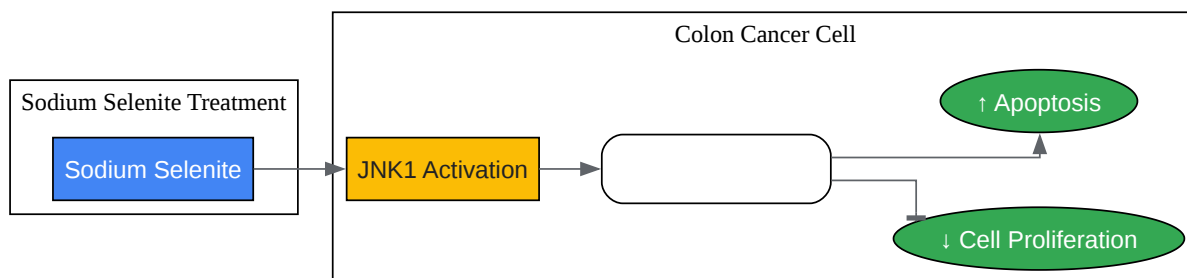 Colon Cancer Cell
Sodium Selenite Treatment
Sodium Selenite
JNK1 Activation
↑ Apoptosis
↓ Cell Proliferation